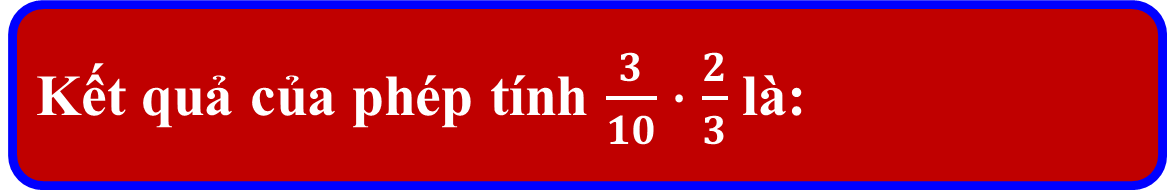 Kết quả của phép tính 3/10 · 2/3 là: